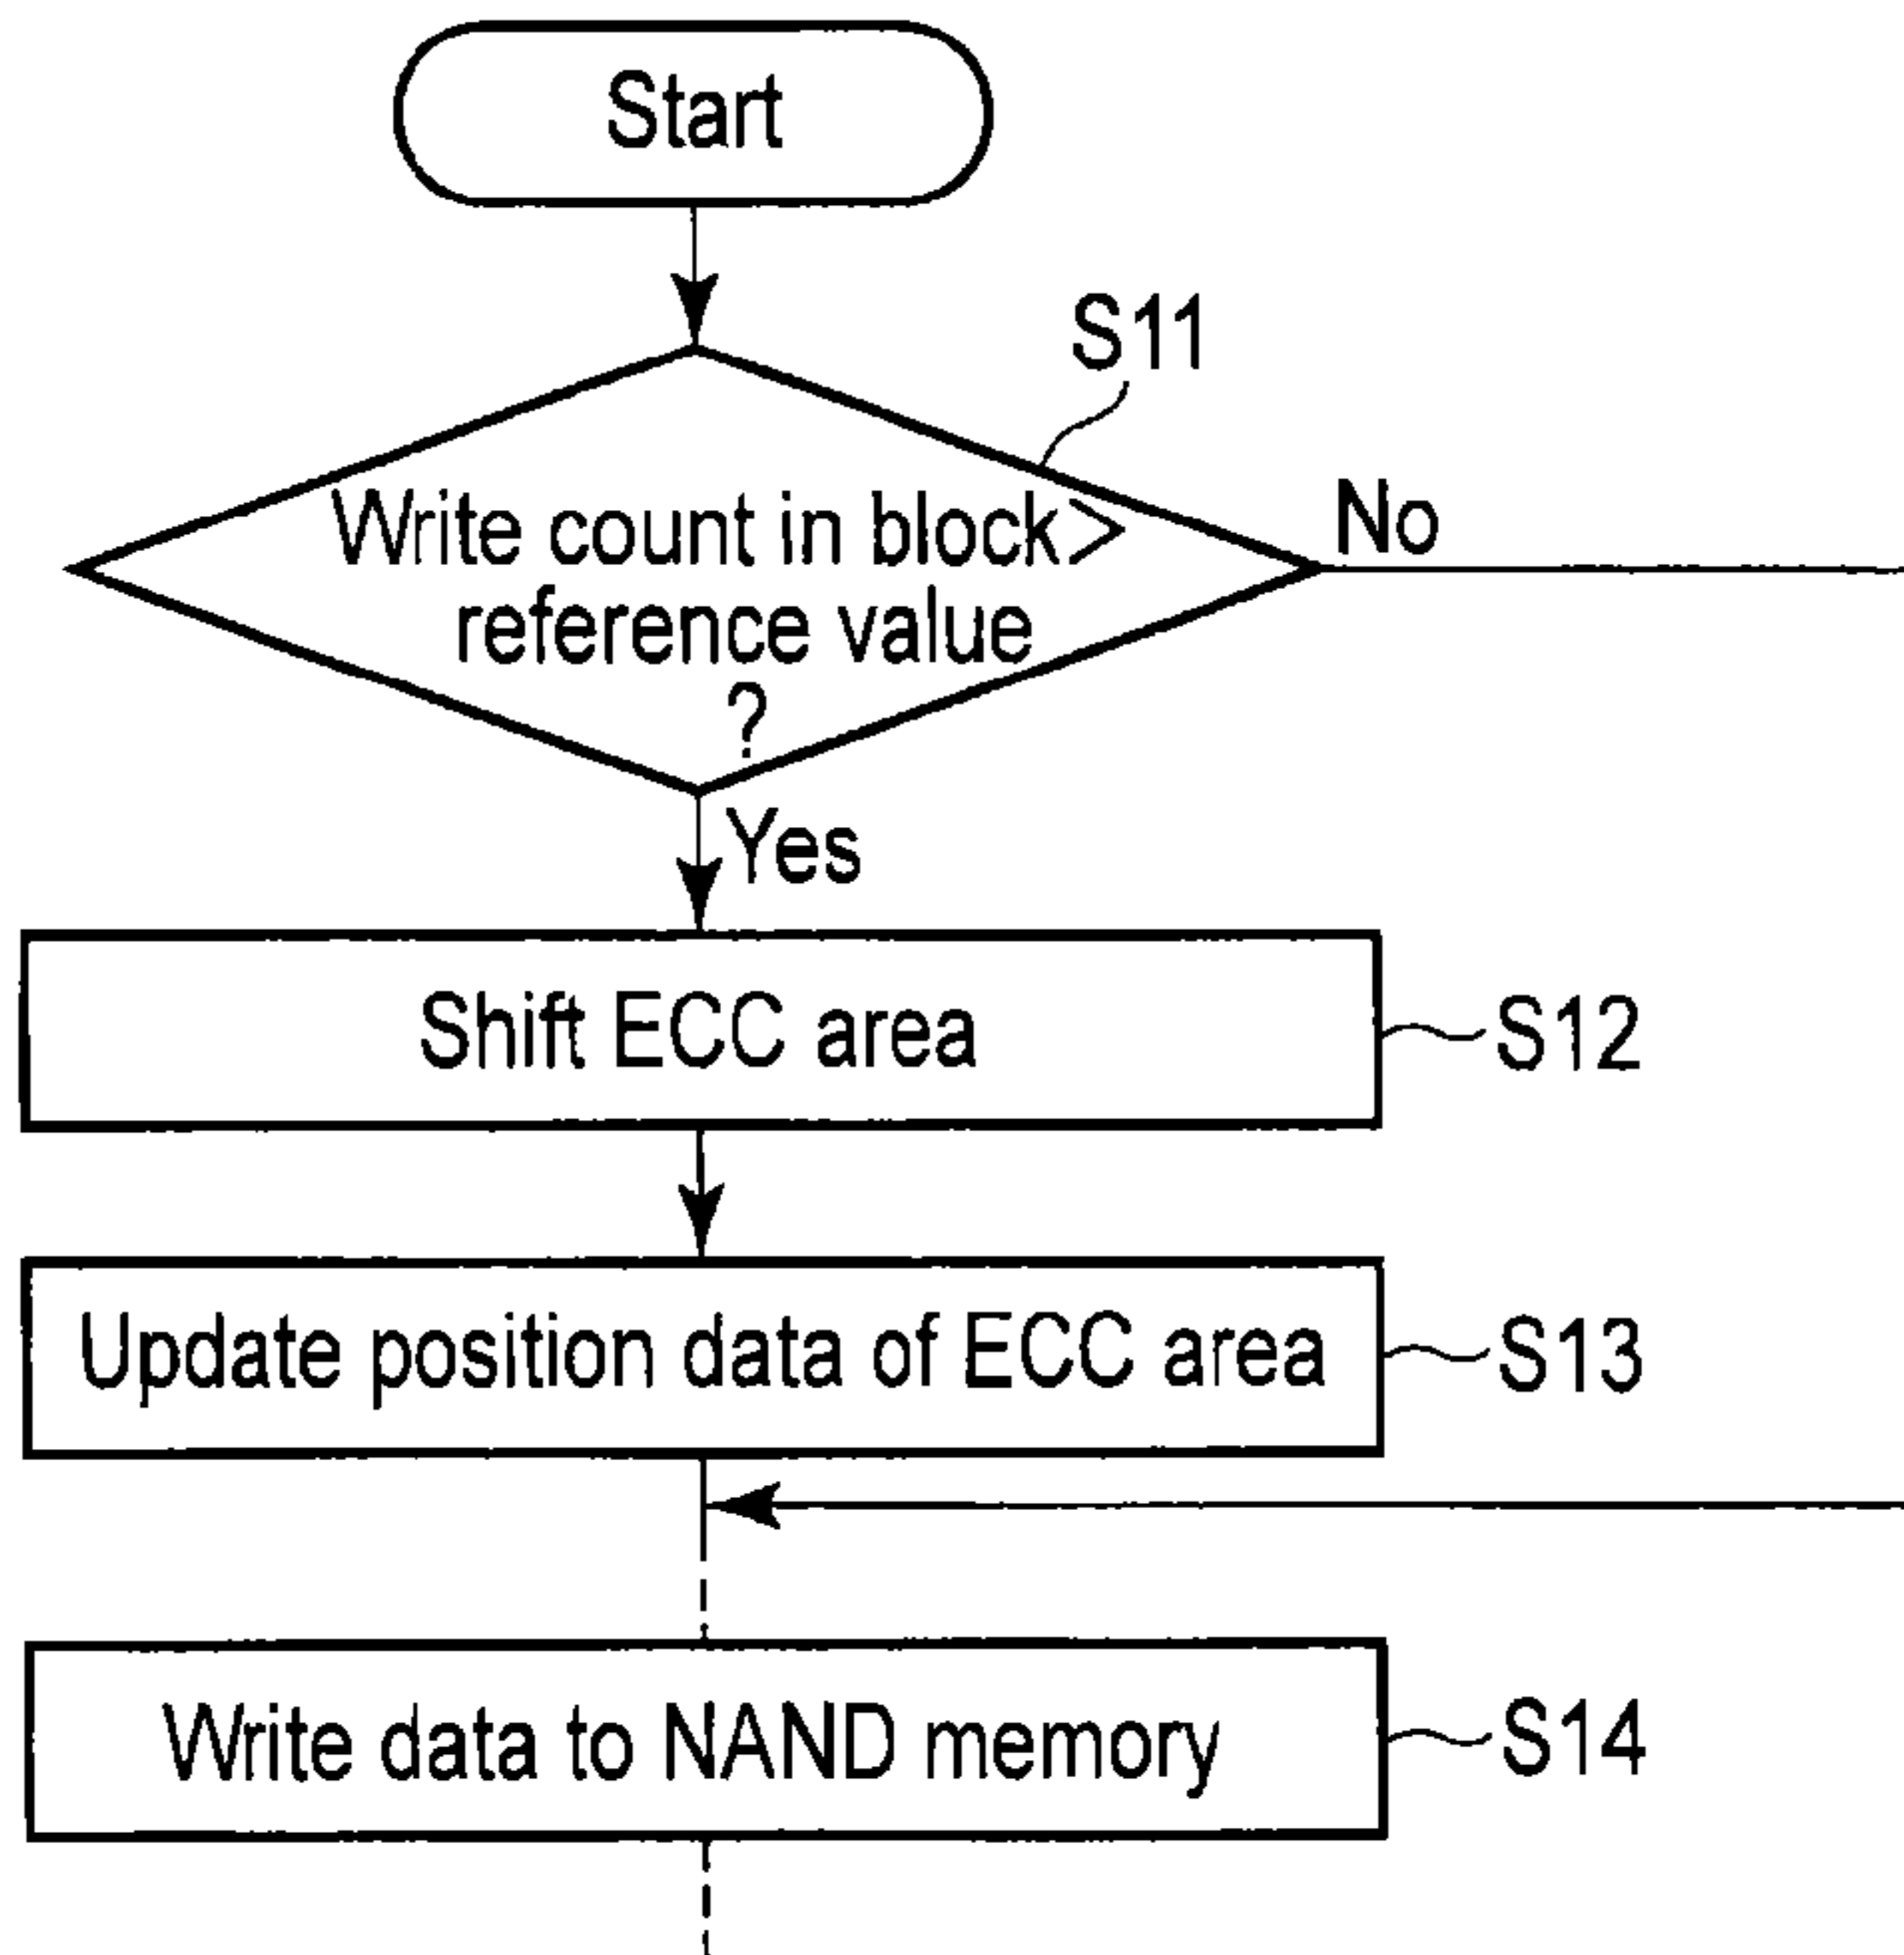 Start
S11
Write count in block>
reference value
?
No
Yes
Shift ECC area
S12
Update position data of ECC area
S13
Write data to NAND memory
S14